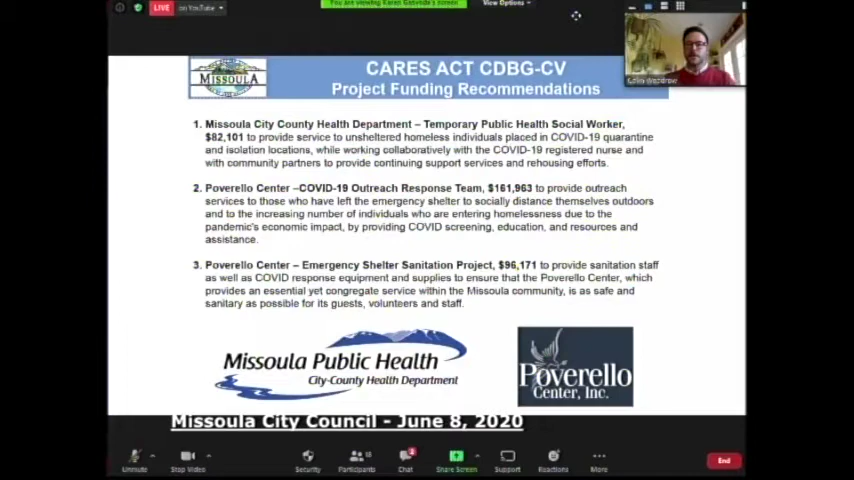 LIVE on YouTube
You are viewing Karen Gasvoda's screen
View Options
Colin Woodrow
MISSOULA
CARES ACT CDBG-CV
Project Funding Recommendations
1. Missoula City County Health Department – Temporary Public Health Social Worker,
$82,101 to provide service to unsheltered homeless individuals placed in COVID-19 quarantine
and isolation locations, while working collaboratively with the COVID-19 registered nurse and
with community partners to provide continuing support services and rehousing efforts.
2. Poverello Center –COVID-19 Outreach Response Team, $161,963 to provide outreach
services to those who have left the emergency shelter to socially distance themselves outdoors
and to the increasing number of individuals who are entering homelessness due to the
pandemic's economic impact, by providing COVID screening, education, and resources and
assistance.
3. Poverello Center – Emergency Shelter Sanitation Project, $96,171 to provide sanitation staff
as well as COVID response equipment and supplies to ensure that the Poverello Center, which
provides an essential yet congregate service within the Missoula community, is as safe and
sanitary as possible for its guests, volunteers and staff.
Missoula Public Health
City-County Health Department
Poverello
Center, Inc.
Missoula City Council - June 8, 2020
Unmute
Stop Video
Security
Participants
Chat
Share Screen
Support
Reactions
More
End